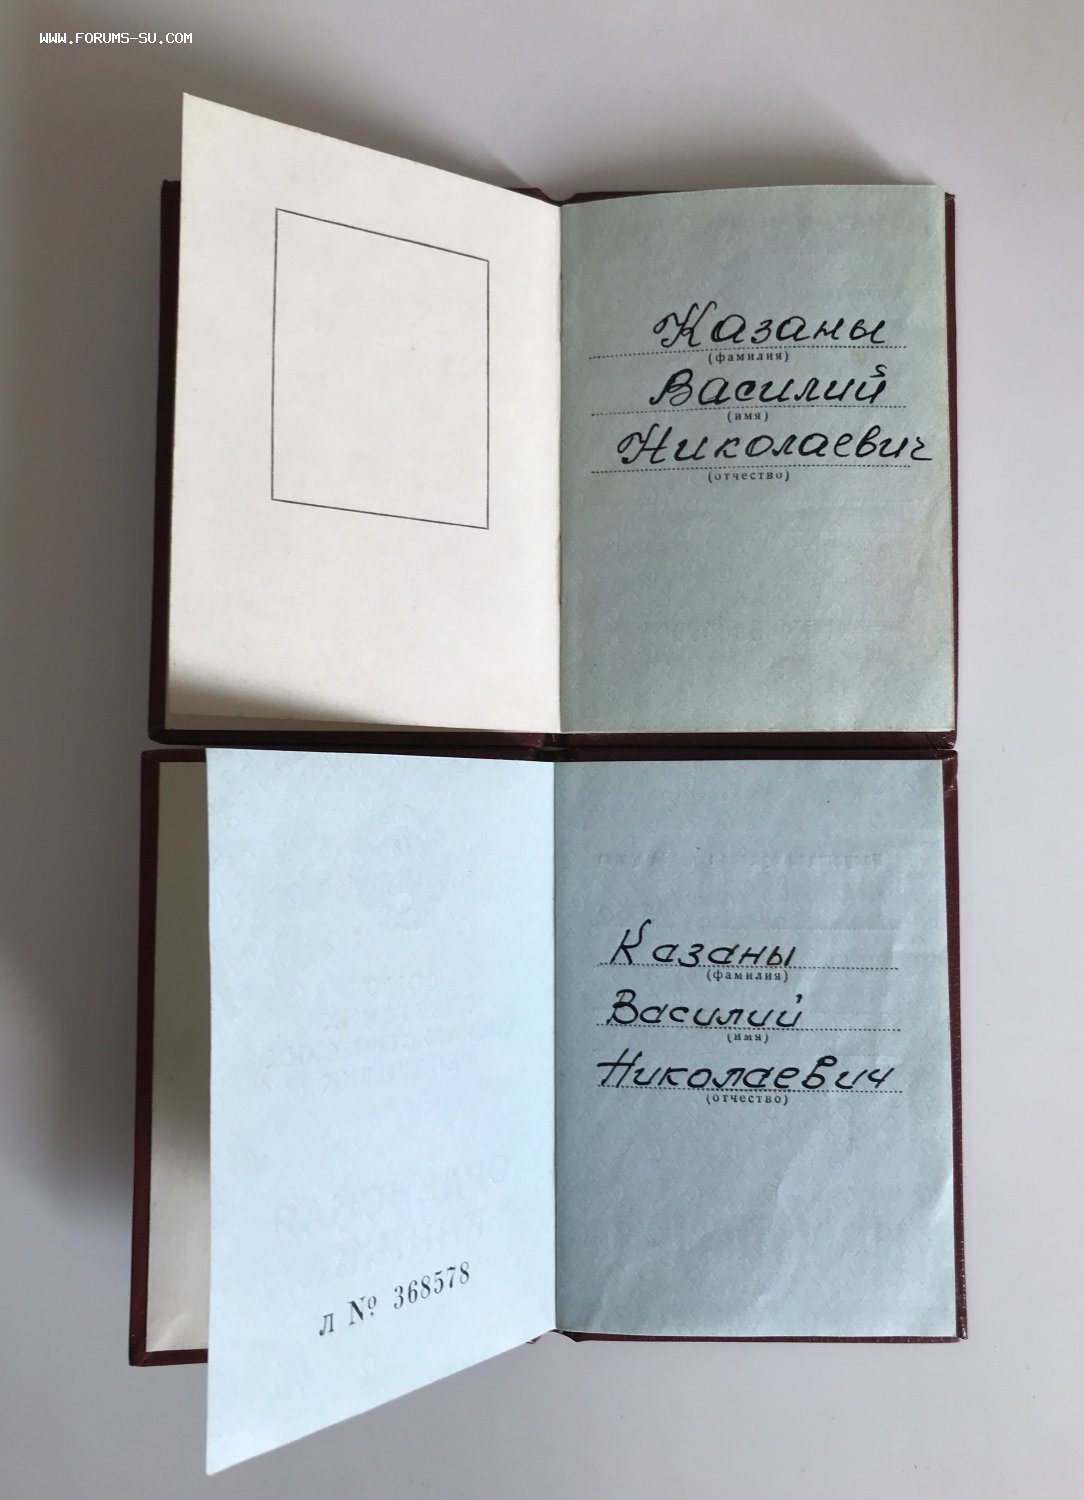 WWW.FORUMS-SU.COM
Казаны
(фамилия)
Василий
(имя)
Николаевич
(отчество)
Казаны
(фамилия)
Василий
(имя)
Николаевич
(отчество)
Л № 368578